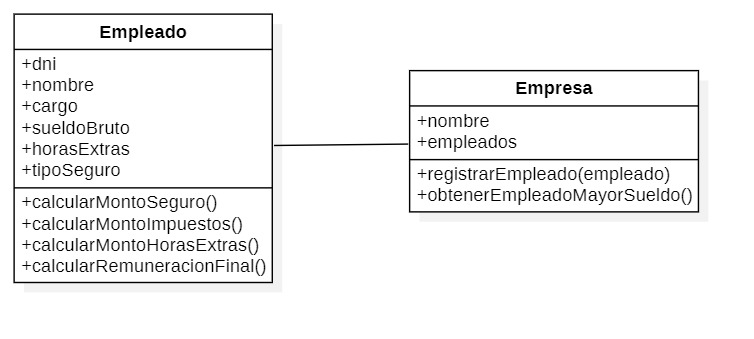 Empleado
+dni
+nombre
+cargo
+sueldoBruto
+horasExtras
+tipoSeguro
+calcularMontoSeguro()
+calcularMontoImpuestos()
+calcularMontoHorasExtras()
+calcularRemuneracionFinal()
Empresa
+nombre
+empleados
+registrarEmpleado(empleado)
+obtenerEmpleadoMayorSueldo()